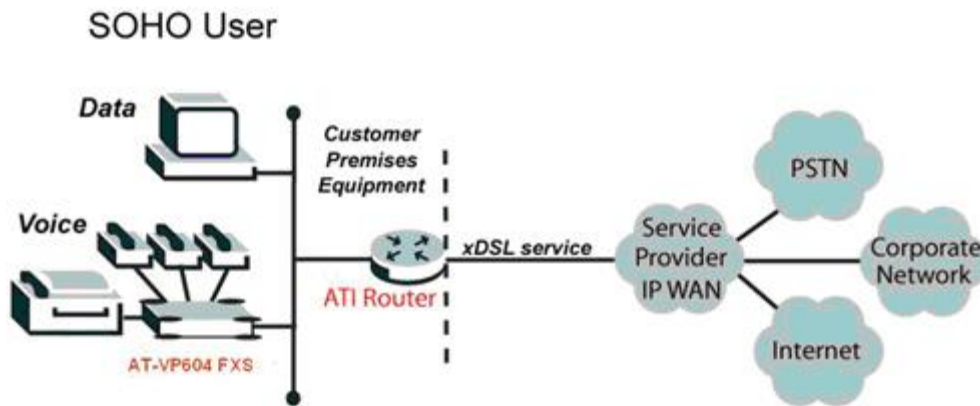 SOHO User
Data
Customer
Premises
Equipment
Voice
ATI Router
AT-VP604 FXS
xDSL service
Service
Provider
IP WAN
PSTN
Corporate
Network
Internet